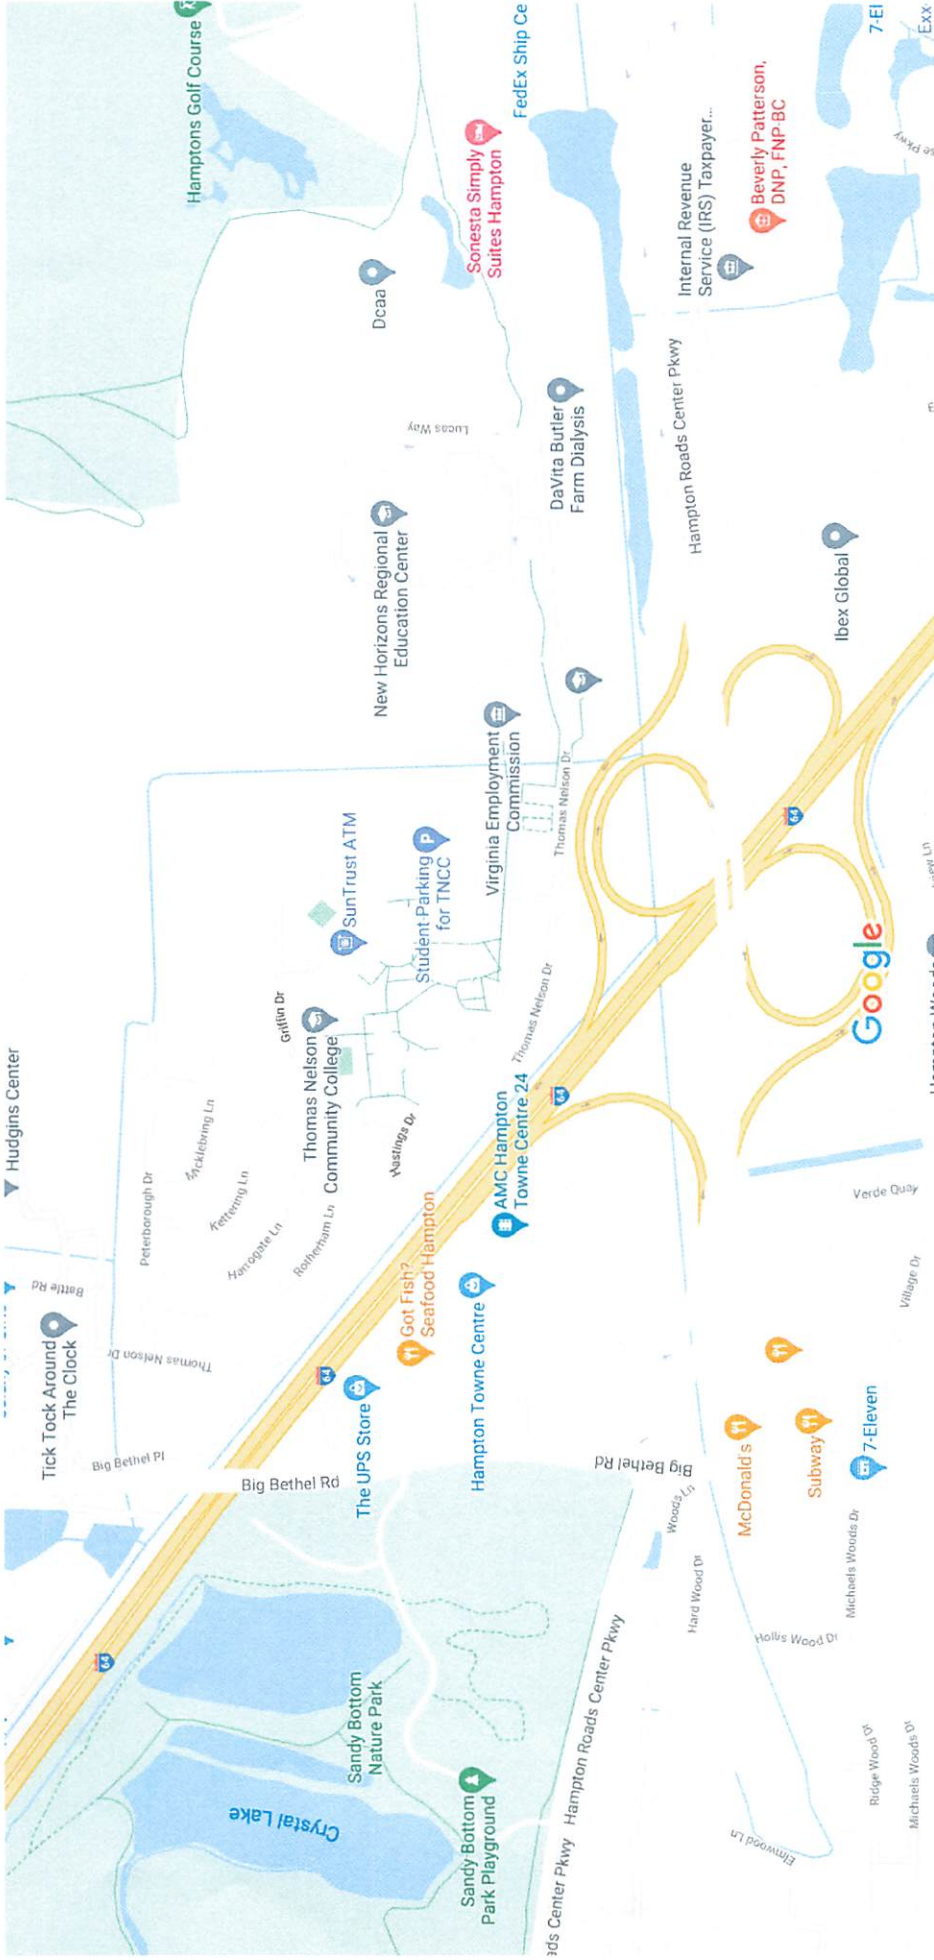 Hamptons Golf Course
Hudgins Center
Tick Tock Around
The Clock
Battle Rd
Big Bethel Pl
Thomas Nelson Dr
Peterborough Dr
Micklebring Ln
Kettering Ln
Harrogate Ln
Rotherham Ln
Griffin Dr
Thomas Nelson
Community College
SunTrust ATM
Student-Parking
for TNCC
Hastings Dr
New Horizons Regional
Education Center
Dcaa
Lucas Way
Sonesta Simply
Suites Hampton
FedEx Ship Ce
64
64
Big Bethel Rd
The UPS Store
Got Fish?
Seafood Hampton
Hampton Towne Centre
AMC Hampton
Towne Centre 24
64
Thomas Nelson Dr
Virginia Employment
Commission
Thomas Nelson Dr
DaVita Butler
Farm Dialysis
Crystal Lake
Sandy Bottom
Nature Park
Sandy Bottom
Park Playground
ads Center Pkwy
Hampton Roads Center Pkwy
Big Bethel Rd
Hampton Roads Center Pkwy
Internal Revenue
Service (IRS) Taxpayer...
Beverly Patterson,
DNP, FNP-BC
7-El
Exx
se Pkwy
Woods Ln
Hard Wood Dr
Hollis Wood Dr
Elmwood Ln
McDonald's
Subway
7-Eleven
Michaels Woods Dr
Ridge Wood Dr
Michaels Woods Dr
Village Dr
Verde Quay
64
Ibex Global
Google
P